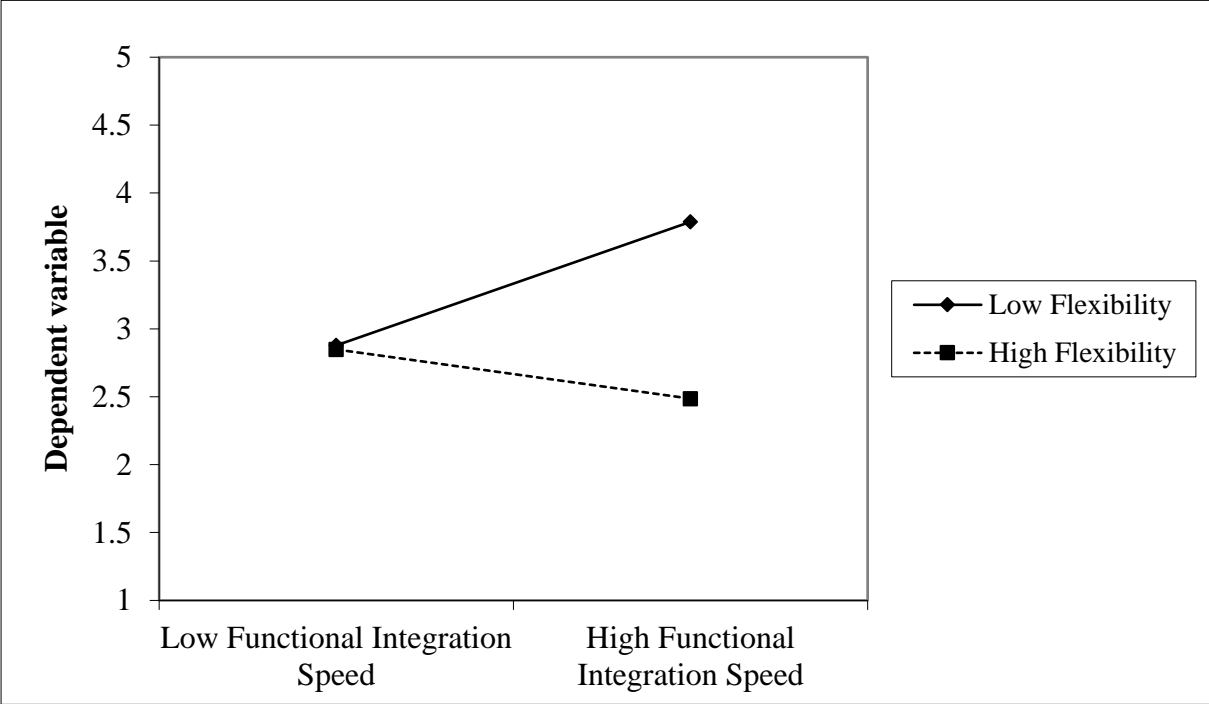 5
4.5
4
3.5
3
2.5
2
1.5
1
Dependent variable
Low Functional Integration
Speed
High Functional
Integration Speed
Low Flexibility
High Flexibility